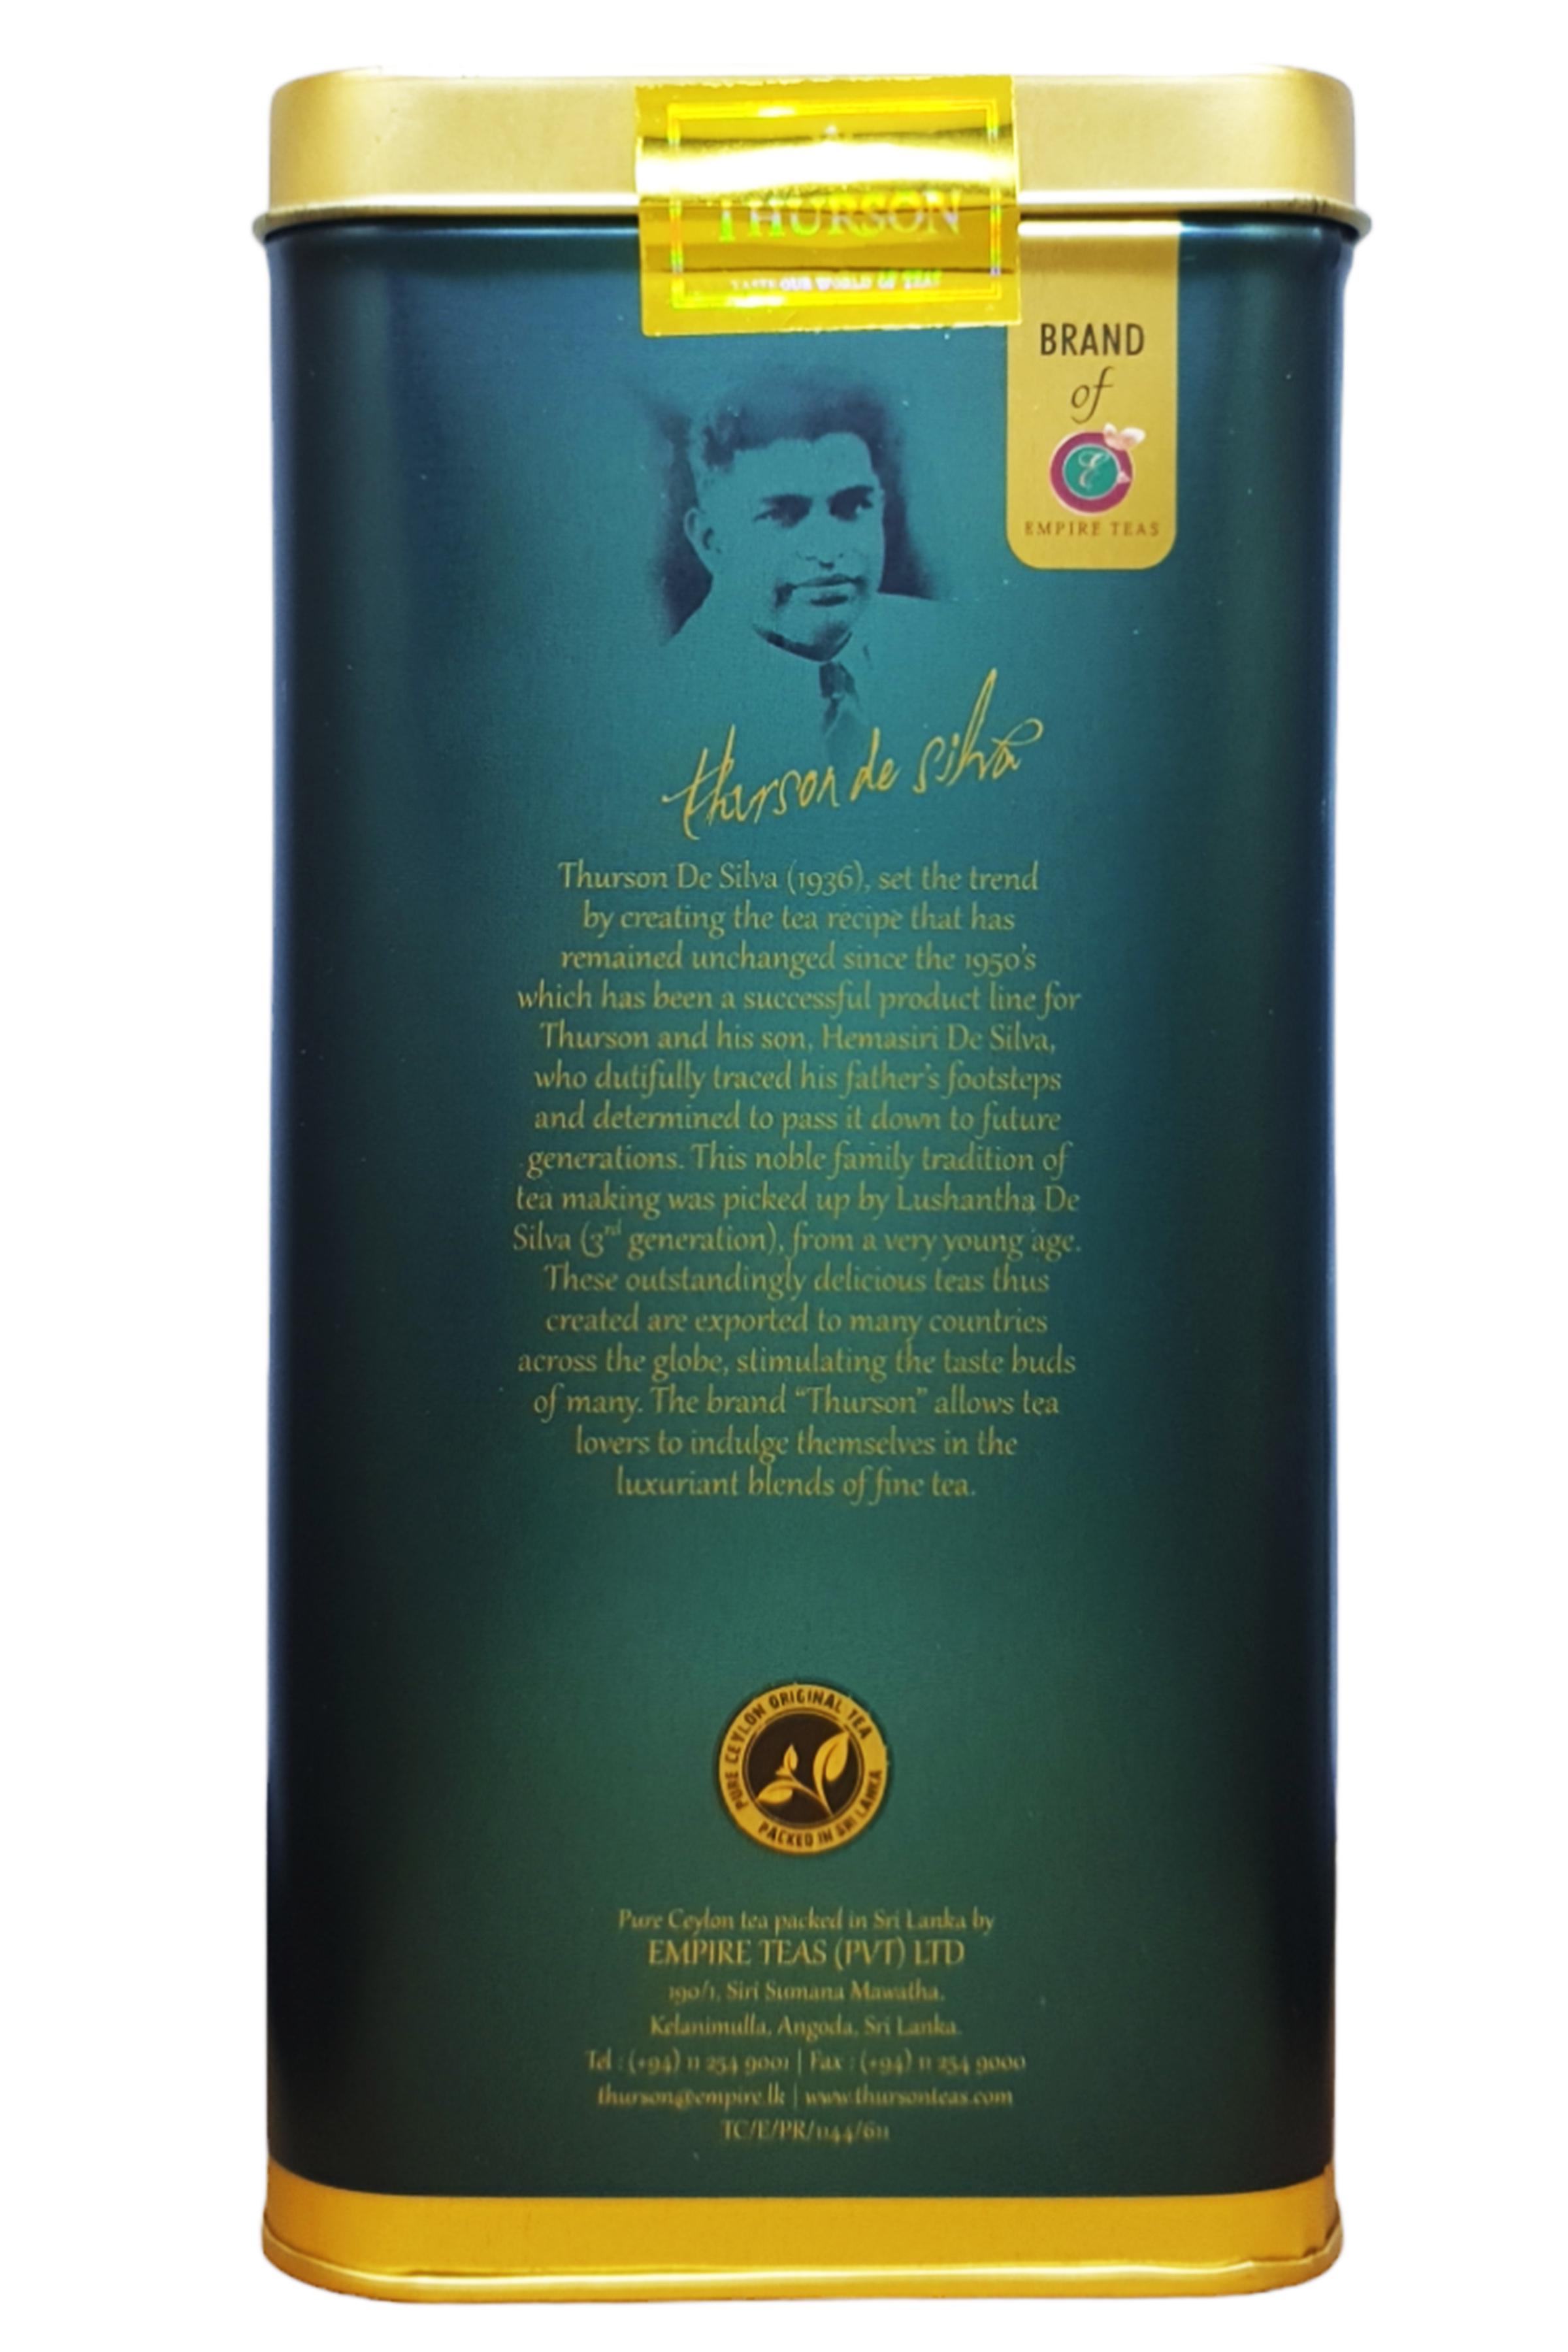 THURSON
TASTE OUR WORLD OF TEAS
BRAND
of
E
EMPIRE TEAS
thurson de silva
Thurson De Silva (1936), set the trend
by creating the tea recipe that has
remained unchanged since the 1950's
which has been a successful product line for
Thurson and his son, Hemasiri De Silva,
who dutifully traced his father's footsteps
and determined to pass it down to future
generations. This noble family tradition of
tea making was picked up by Lushantha De
Silva (3rd generation), from a very young age.
These outstandingly delicious teas thus
created are exported to many countries
across the globe, stimulating the taste buds
of many. The brand “Thurson” allows tea
lovers to indulge themselves in the
luxuriant blends of fine tea.
PURE CEYLON ORIGINAL TEA
PACKED IN SRI LANKA
Pure Ceylon tea packed in Sri Lanka by
EMPIRE TEAS (PVT) LTD
190/1, Siri Sumana Mawatha,
Kelanimulla, Angoda, Sri Lanka.
Tel : (+94) 11 254 9001 | Fax : (+94) 11 254 9000
thurson@empire.lk | www.thursonteas.com
TC/E/PR/1144/611